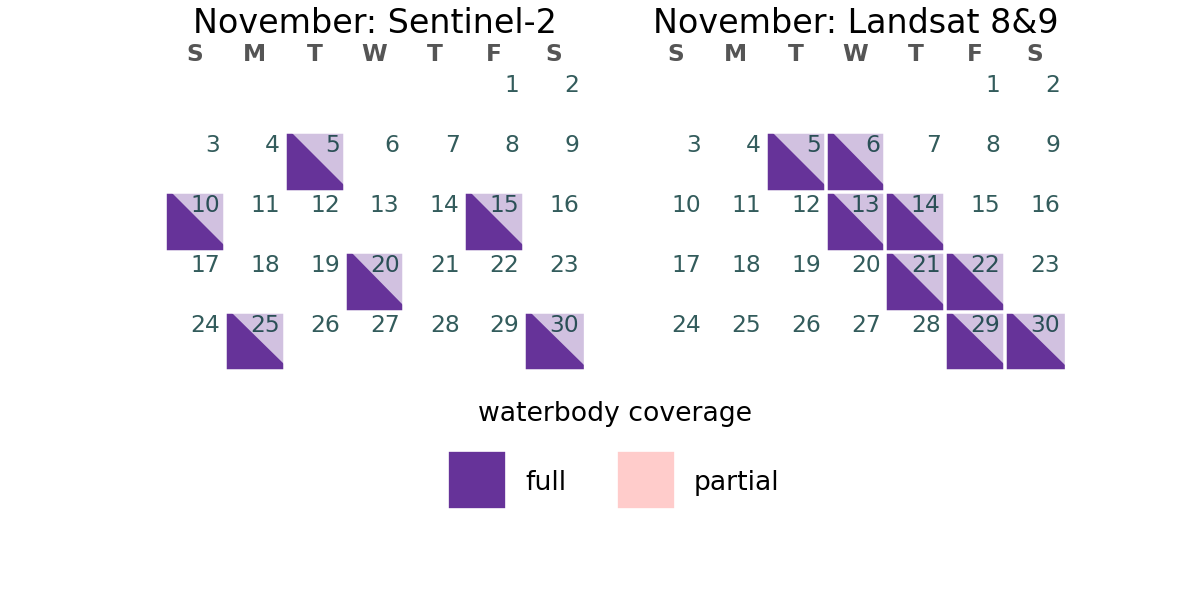 November: Sentinel-2
S M T W T F S
1 2
3 4 5 6 7 8 9
10 11 12 13 14 15 16
17 18 19 20 21 22 23
24 25 26 27 28 29 30
November: Landsat 8&9
S M T W T F S
1 2
3 4 5 6 7 8 9
10 11 12 13 14 15 16
17 18 19 20 21 22 23
24 25 26 27 28 29 30
waterbody coverage
full
partial